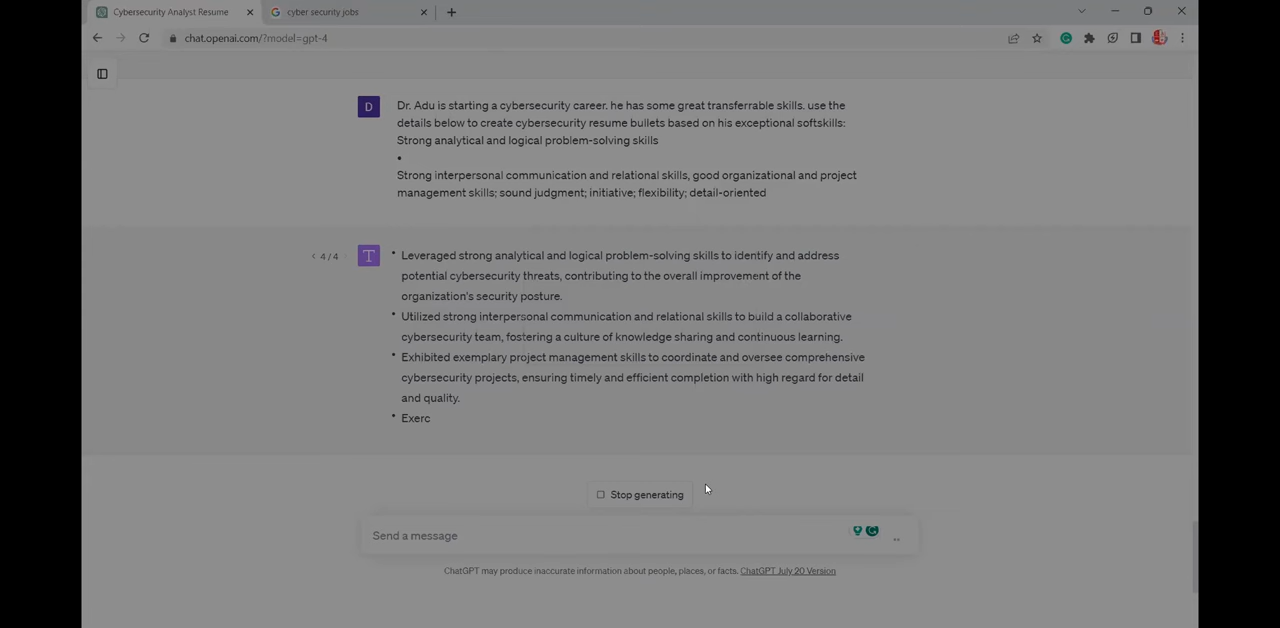 Cybersecurity Analyst Resume
cyber security jobs
chat.openai.com/?model=gpt-4
D
Dr. Adu is starting a cybersecurity career. he has some great transferrable skills. use the
details below to create cybersecurity resume bullets based on his exceptional softskills:
Strong analytical and logical problem-solving skills
•
Strong interpersonal communication and relational skills, good organizational and project
management skills; sound judgment; initiative; flexibility; detail-oriented
< 4 / 4
T
• Leveraged strong analytical and logical problem-solving skills to identify and address
potential cybersecurity threats, contributing to the overall improvement of the
organization's security posture.
• Utilized strong interpersonal communication and relational skills to build a collaborative
cybersecurity team, fostering a culture of knowledge sharing and continuous learning.
• Exhibited exemplary project management skills to coordinate and oversee comprehensive
cybersecurity projects, ensuring timely and efficient completion with high regard for detail
and quality.
• Exerc
Stop generating
Send a message
ChatGPT may produce inaccurate information about people, places, or facts. ChatGPT July 20 Version